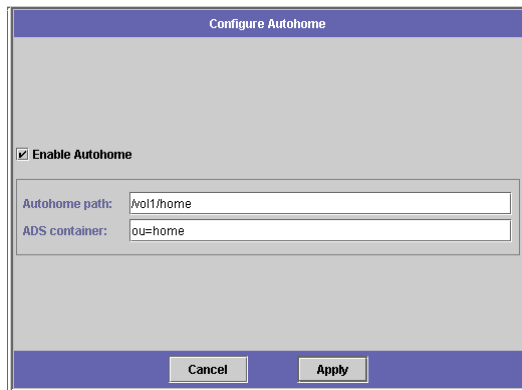 Configure Autohome
Enable Autohome
Autohome path: /vol1/home
ADS container: ou=home
Cancel Apply